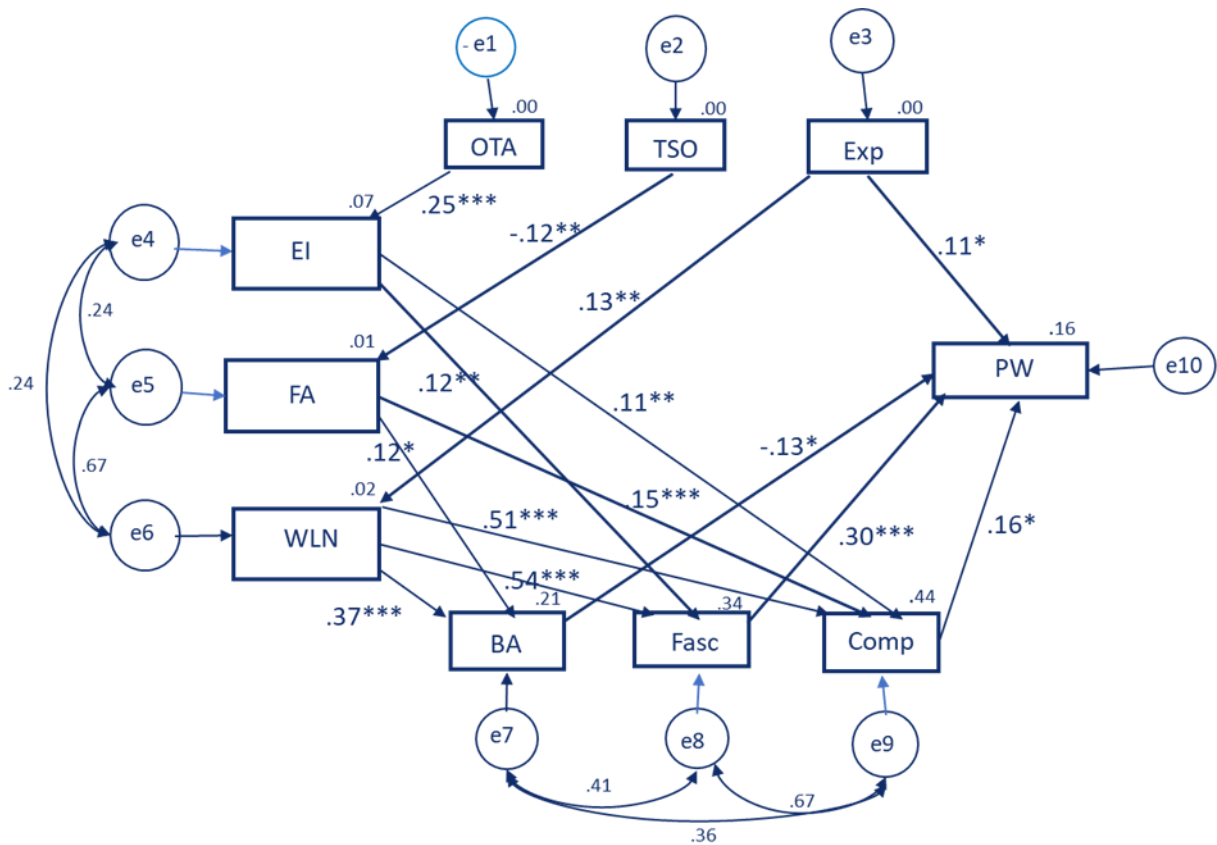 - e1
e2
e3
.00
.00
.00
OTA
TSO
Exp
.07
.25***
e4
EI
-.12**
.11*
.13**
.24
.01
.16
.24
e5
FA
.12**
.11**
PW
e10
.12*
-.13*
.67
.02
.15***
e6
WLN
.51***
.30***
.16*
.54***
.37***
.21
.34
.44
BA
Fasc
Comp
e7
e8
e9
.41
.67
.36